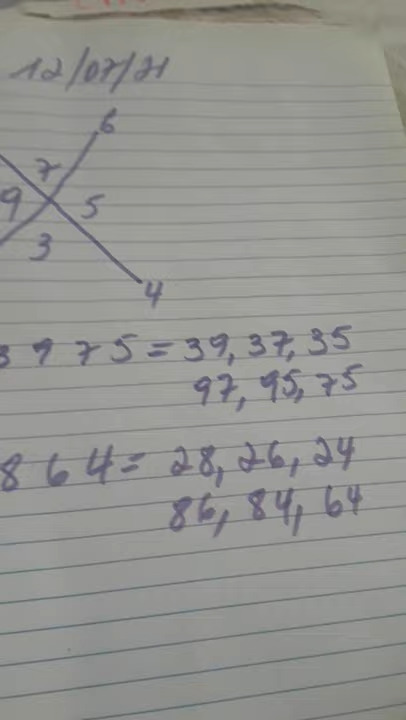 12/07/21
6
7
9 5
3
4
3 9 7 5 = 39, 37, 35
97, 95, 75
8 6 4 = 28, 26, 24
86, 84, 64